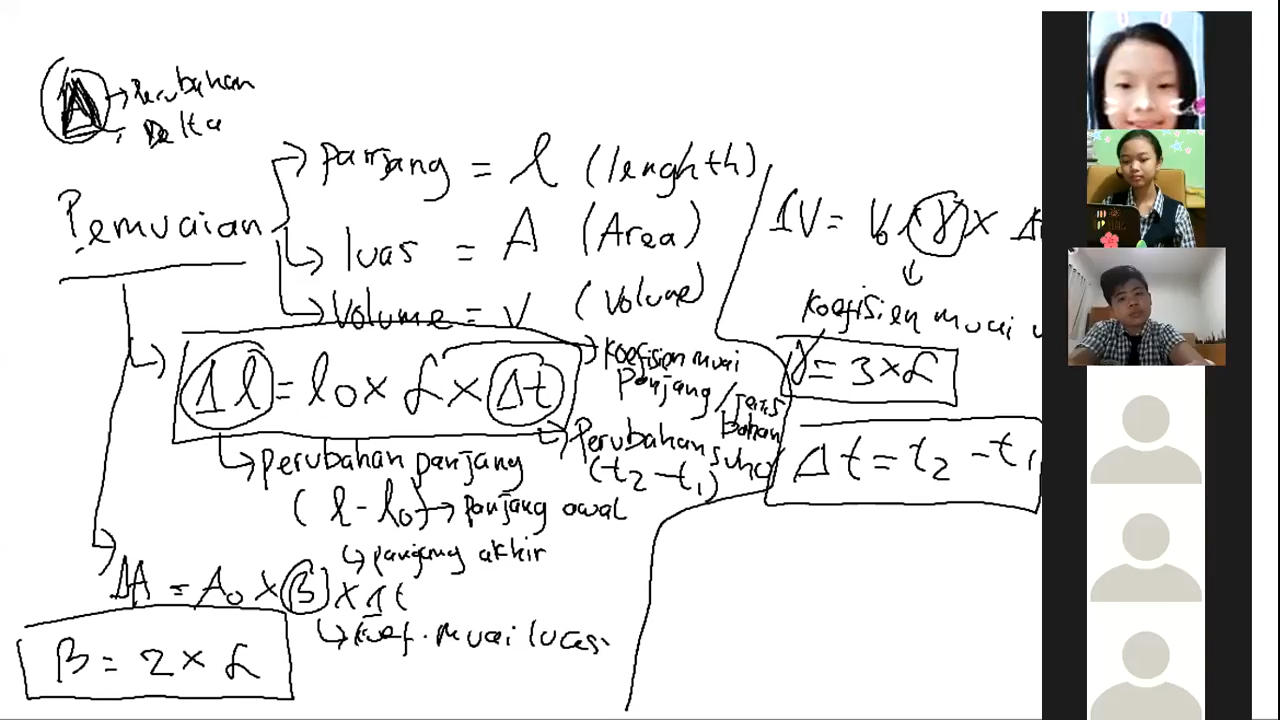 Δ → Perubahan
Delta
Pemuaian
→ panjang = l (lenghth)
→ luas = A (Area)
→ Volume = V (Volume)
Δl = l0 x α x Δt
→ koefision muai
panjang / jenis
bahan
→ Perubahan suhu
(t2 - t1)
→ perubahan panjang
(l - l0) → panjang awal
→ panjang akhir
ΔA = A0 x β x Δt
→ koef. muai luas
β = 2 x α
ΔV = V0 x γ x Δ
↓
koefisien muai
γ = 3 x α
Δt = t2 - t1